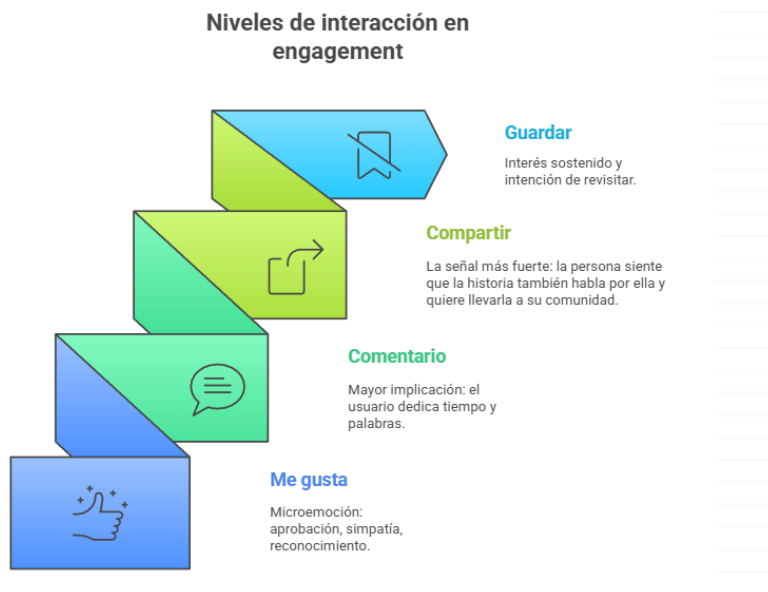 Niveles de interacción en
engagement
Guardar
Interés sostenido y
intención de revisitar.
Compartir
La señal más fuerte: la persona siente
que la historia también habla por ella y
quiere llevarla a su comunidad.
Comentario
Mayor implicación: el
usuario dedica tiempo y
palabras.
Me gusta
Microemoción:
aprobación, simpatía,
reconocimiento.